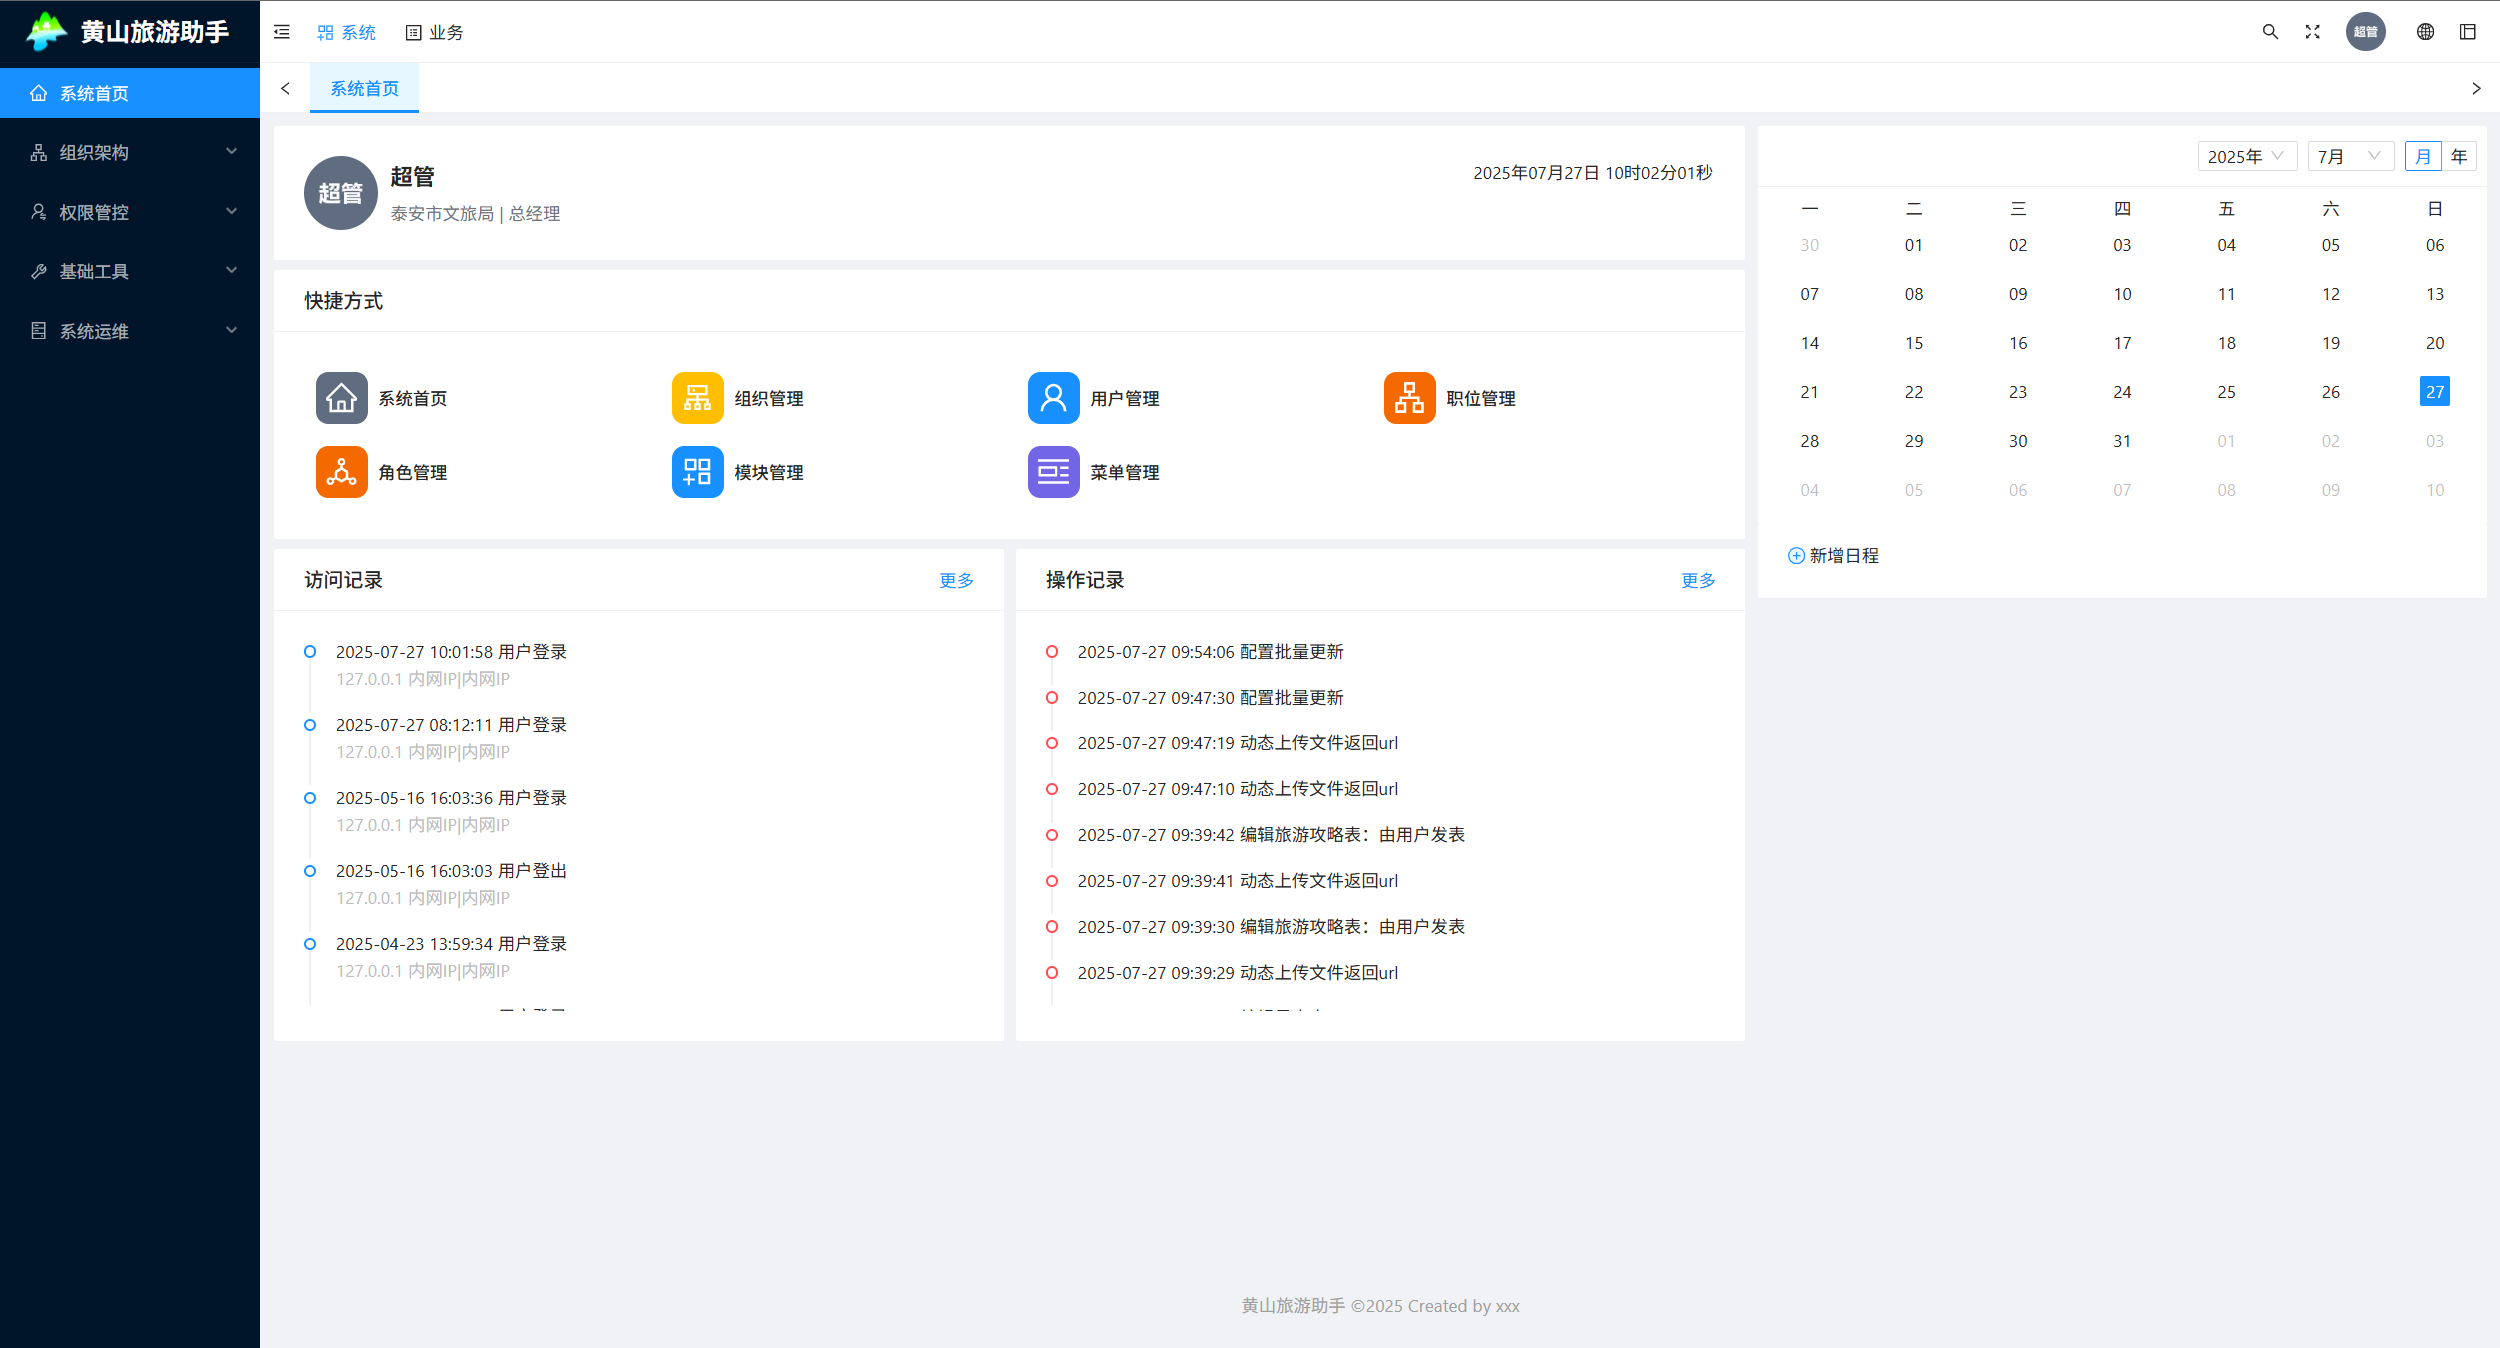 黄山旅游助手
系统 业务 超管
系统首页
组织架构
权限管控
基础工具
系统运维
系统首页
超管
超管
泰安市文旅局 | 总经理
2025年07月27日 10时02分01秒
快捷方式
系统首页 组织管理 用户管理 职位管理
角色管理 模块管理 菜单管理
访问记录 更多
2025-07-27 10:01:58 用户登录
127.0.0.1 内网IP|内网IP
2025-07-27 08:12:11 用户登录
127.0.0.1 内网IP|内网IP
2025-05-16 16:03:36 用户登录
127.0.0.1 内网IP|内网IP
2025-05-16 16:03:03 用户登出
127.0.0.1 内网IP|内网IP
2025-04-23 13:59:34 用户登录
127.0.0.1 内网IP|内网IP
操作记录 更多
2025-07-27 09:54:06 配置批量更新
2025-07-27 09:47:30 配置批量更新
2025-07-27 09:47:19 动态上传文件返回url
2025-07-27 09:47:10 动态上传文件返回url
2025-07-27 09:39:42 编辑旅游攻略表：由用户发表
2025-07-27 09:39:41 动态上传文件返回url
2025-07-27 09:39:30 编辑旅游攻略表：由用户发表
2025-07-27 09:39:29 动态上传文件返回url
2025年 7月 月 年
一 二 三 四 五 六 日
30 01 02 03 04 05 06
07 08 09 10 11 12 13
14 15 16 17 18 19 20
21 22 23 24 25 26 27
28 29 30 31 01 02 03
04 05 06 07 08 09 10
新增日程
黄山旅游助手 ©2025 Created by xxx